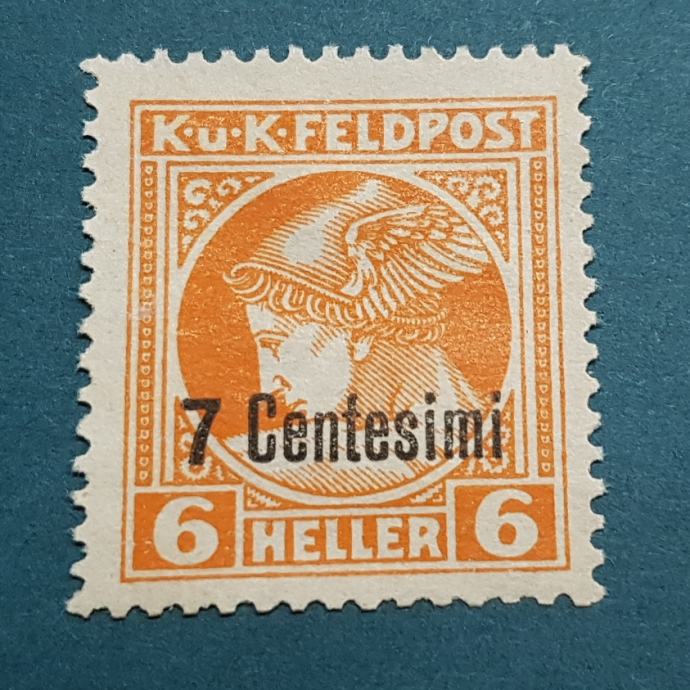 K·u·K·FELDPOST
7 Centesimi
6 HELLER 6